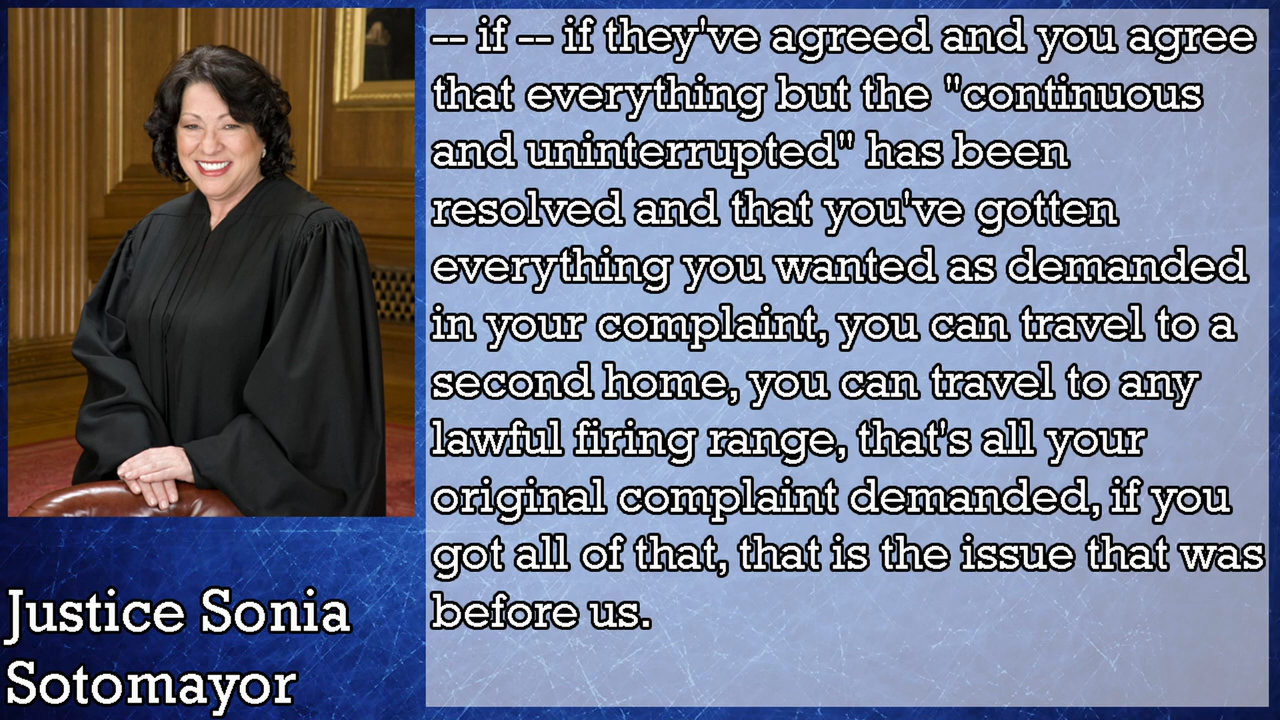 -- if -- if they've agreed and you agree
that everything but the "continuous
and uninterrupted" has been
resolved and that you've gotten
everything you wanted as demanded
in your complaint, you can travel to a
second home, you can travel to any
lawful firing range, that's all your
original complaint demanded, if you
got all of that, that is the issue that was
before us.
Justice Sonia
Sotomayor